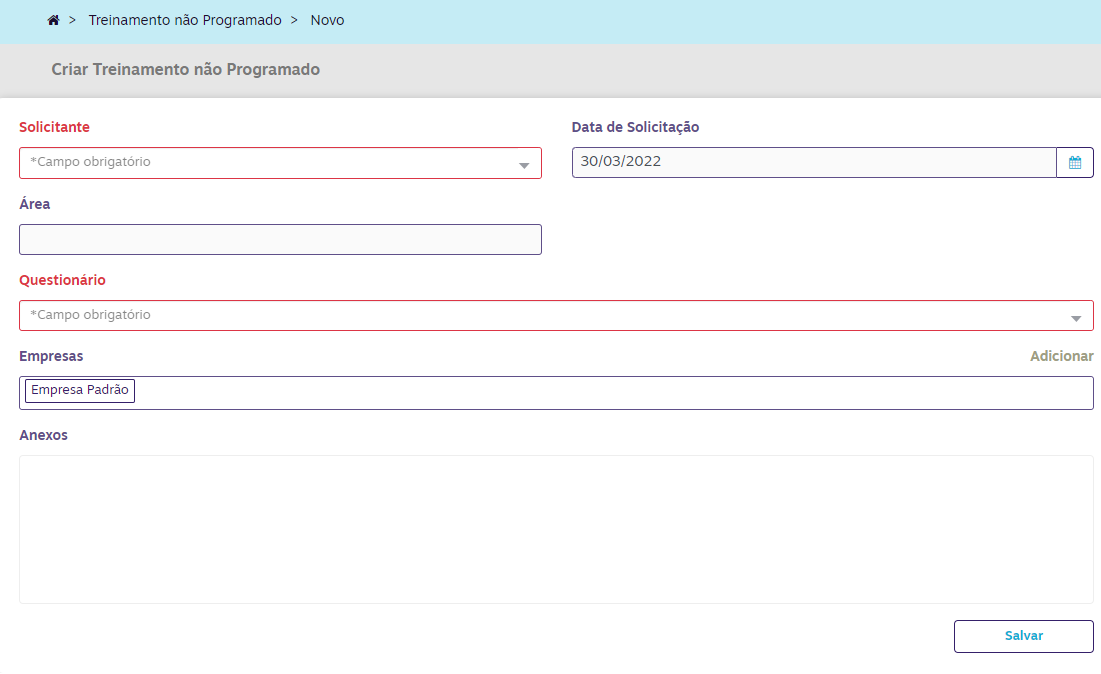 > Treinamento não Programado > Novo
Criar Treinamento não Programado
Solicitante
*Campo obrigatório
Data de Solicitação
30/03/2022
Área
Questionário
*Campo obrigatório
Empresas
Adicionar
Empresa Padrão
Anexos
Salvar